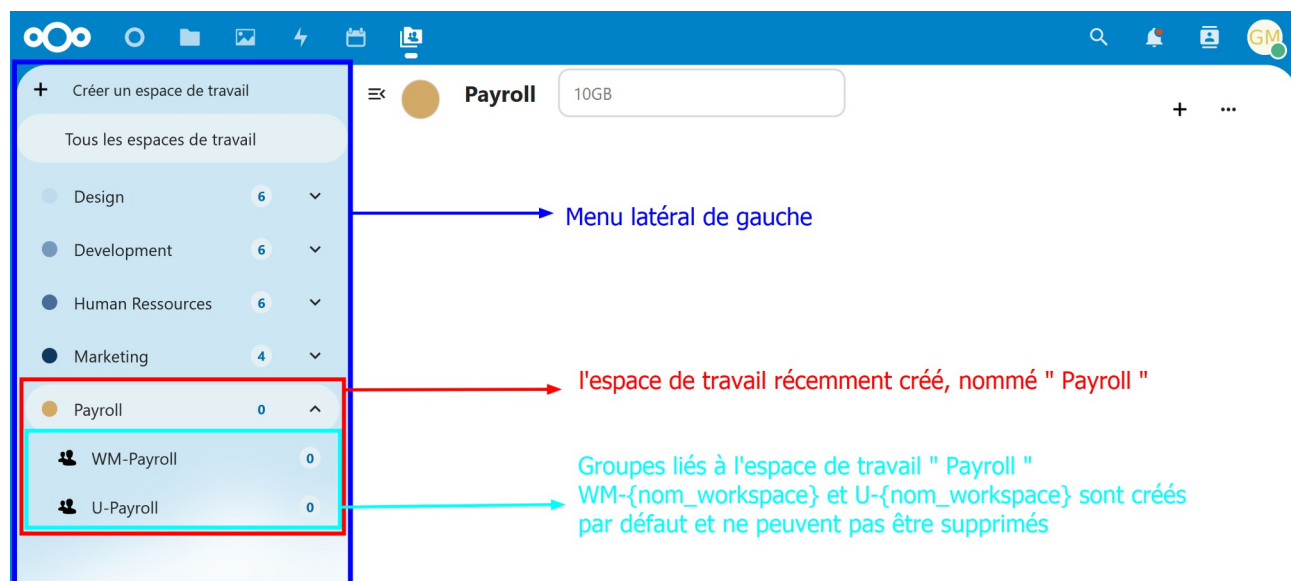 GM
Créer un espace de travail
Payroll
10GB
Tous les espaces de travail
Design 6
Development 6
Human Ressources 6
Marketing 4
Payroll 0
WM-Payroll 0
U-Payroll 0
Menu latéral de gauche
l'espace de travail récemment créé, nommé " Payroll "
Groupes liés à l'espace de travail " Payroll "
WM-{nom_workspace} et U-{nom_workspace} sont créés
par défaut et ne peuvent pas être supprimés